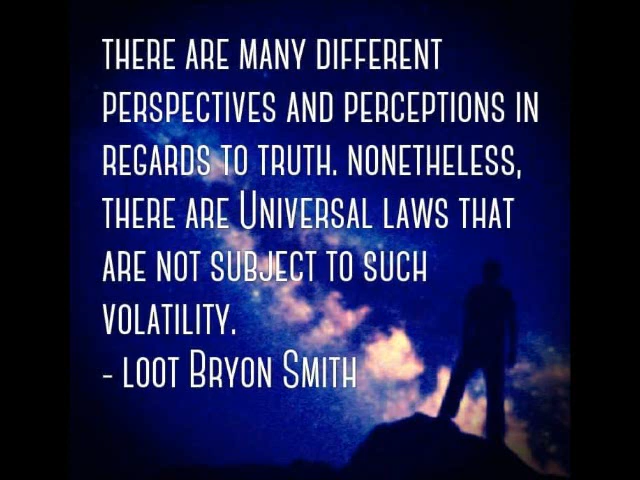 THERE ARE MANY DIFFERENT
PERSPECTIVES AND PERCEPTIONS IN
REGARDS TO TRUTH. NONETHELESS,
THERE ARE UNIVERSAL LAWS THAT
ARE NOT SUBJECT TO SUCH
VOLATILITY.
- LOOT BRYON SMITH